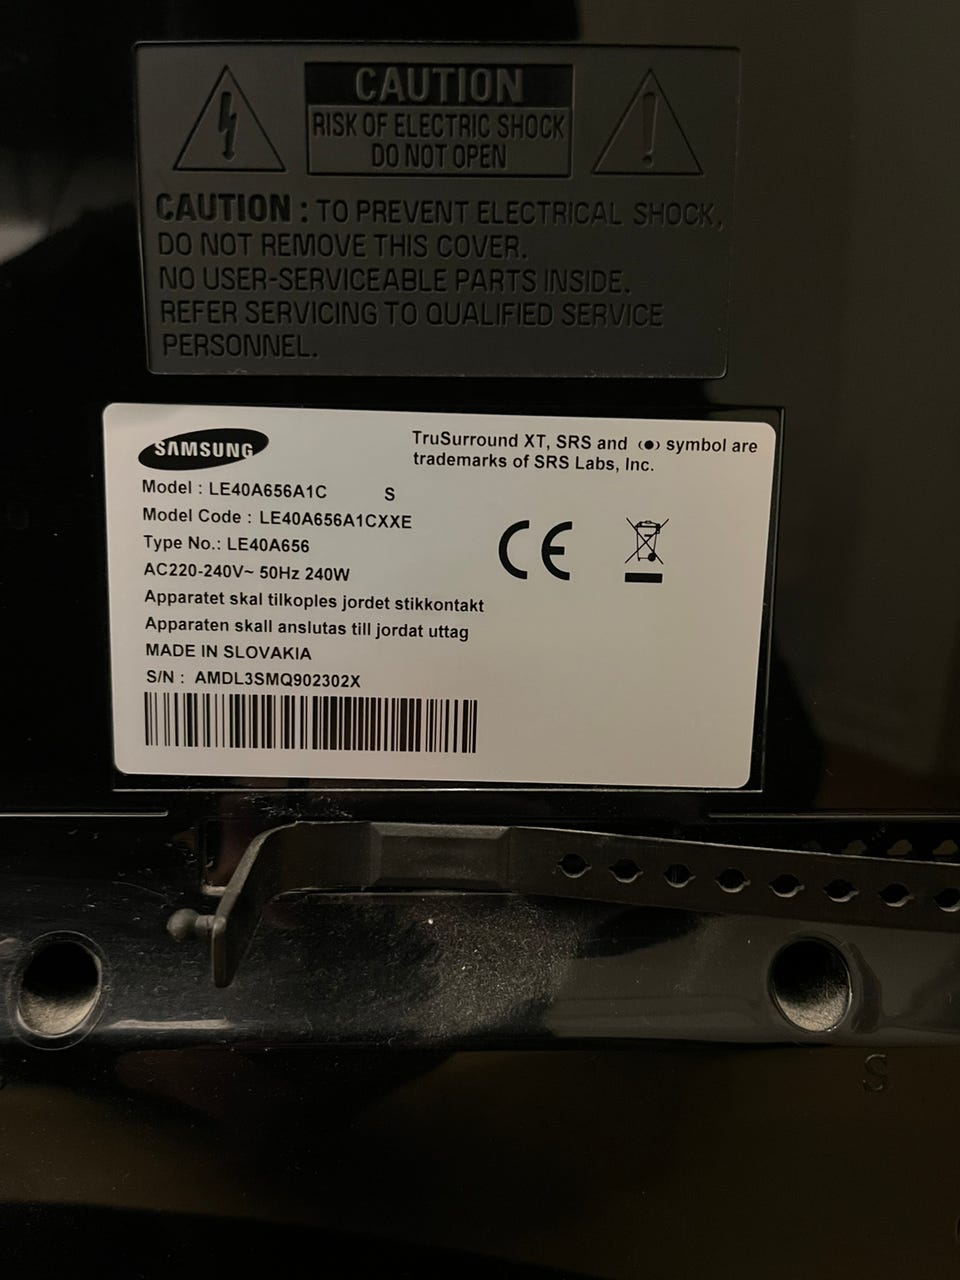 CAUTION
RISK OF ELECTRIC SHOCK
DO NOT OPEN
CAUTION : TO PREVENT ELECTRICAL SHOCK,
DO NOT REMOVE THIS COVER.
NO USER-SERVICEABLE PARTS INSIDE.
REFER SERVICING TO QUALIFIED SERVICE
PERSONNEL.
SAMSUNG
TruSurround XT, SRS and (●) symbol are
trademarks of SRS Labs, Inc.
Model : LE40A656A1C S
Model Code : LE40A656A1CXXE
Type No.: LE40A656
AC220-240V~ 50Hz 240W
Apparatet skal tilkoples jordet stikkontakt
Apparaten skall anslutas till jordat uttag
MADE IN SLOVAKIA
S/N : AMDL3SMQ902302X
CE
S